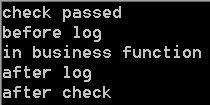 check passed
before log
in business function
after log
after check